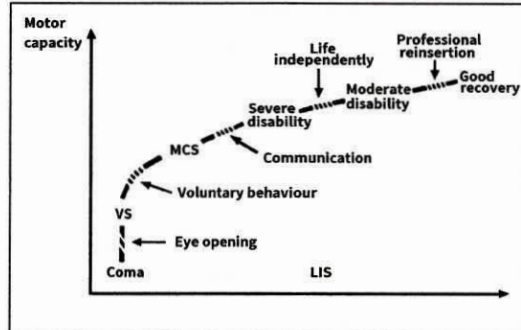 Motor
capacity
Life
independently
Professional
reinsertion
Good
recovery
Moderate
disability
Severe
disability
MCS
Communication
Voluntary behaviour
VS
Eye opening
Coma
LIS